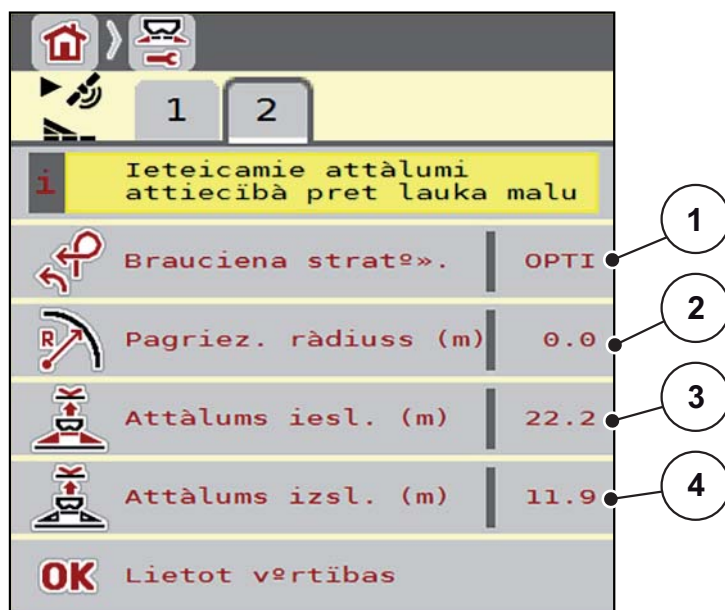 1 2
i
Ieteicamie attàlumi
attiecïbà pret lauka malu
Brauciena stratº». OPTI
1
R
Pagriez. ràdiuss (m) 0.0
2
Attàlums iesl. (m) 22.2
3
Attàlums izsl. (m) 11.9
4
OK Lietot vºrtïbas